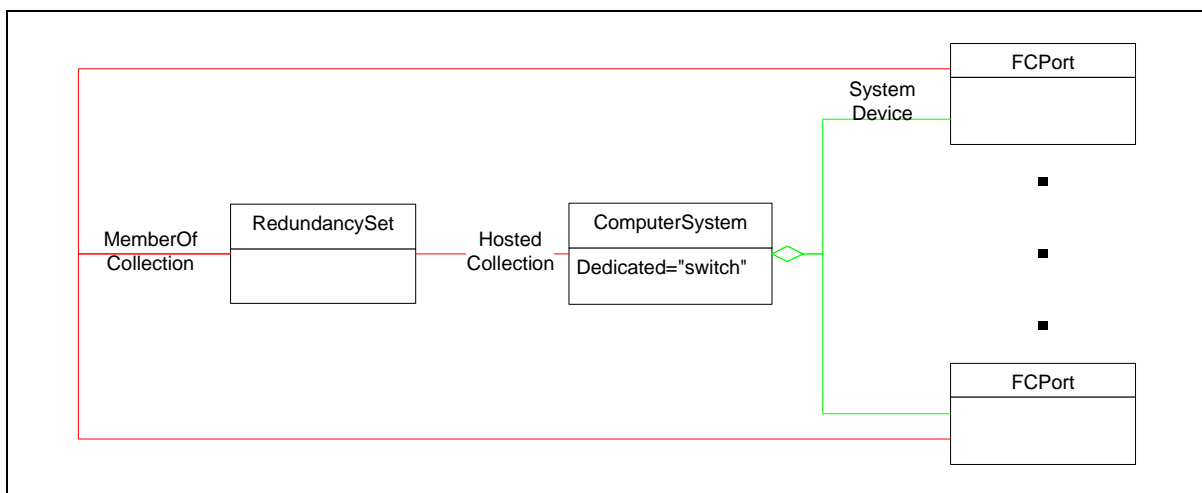 FCPort
System
Device
RedundancySet
ComputerSystem
MemberOf
Collection
Hosted
Collection
Dedicated="switch"
FCPort